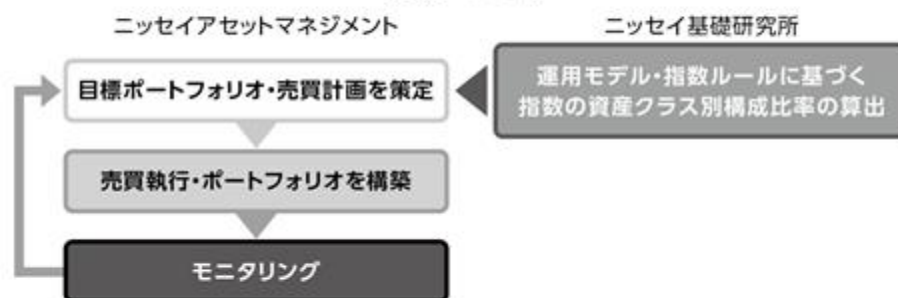 ニッセイアセットマネジメント
ニッセイ基礎研究所
目標ポートフォリオ・売買計画を策定
運用モデル・指数ルールに基づく
指数の資産クラス別構成比率の算出
売買執行・ポートフォリオを構築
モニタリング